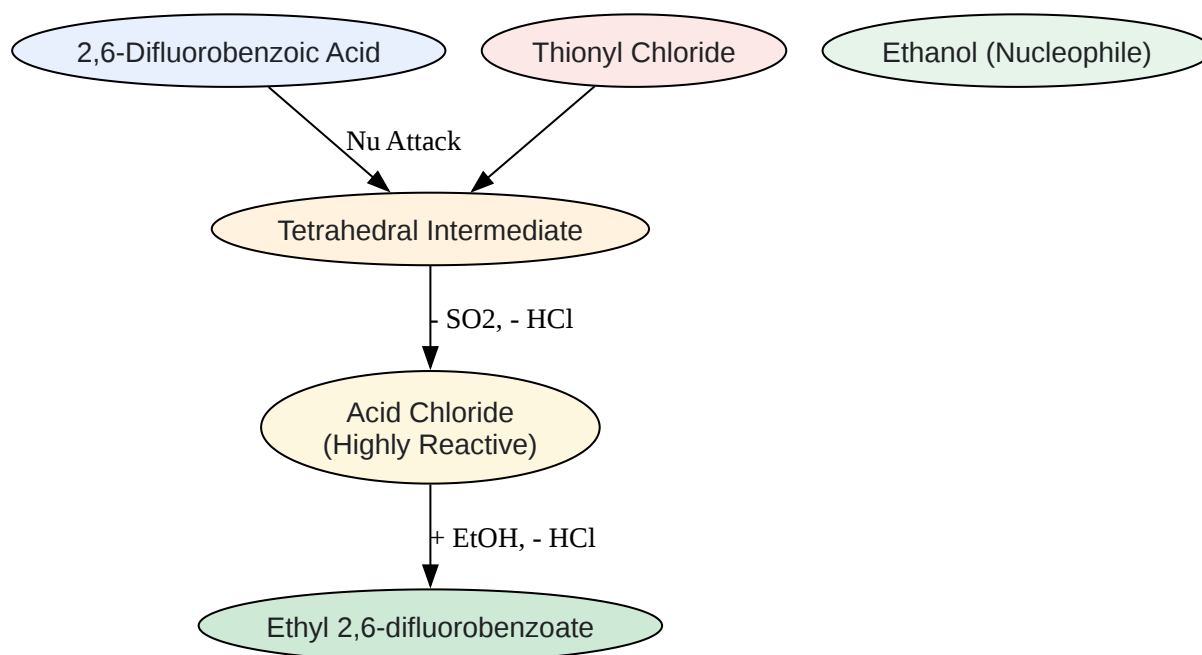 2,6-Difluorobenzoic Acid
Thionyl Chloride
Ethanol (Nucleophile)
Nu Attack
Tetrahedral Intermediate
- SO2, - HCl
Acid Chloride
(Highly Reactive)
+ EtOH, - HCl
Ethyl 2,6-difluorobenzoate